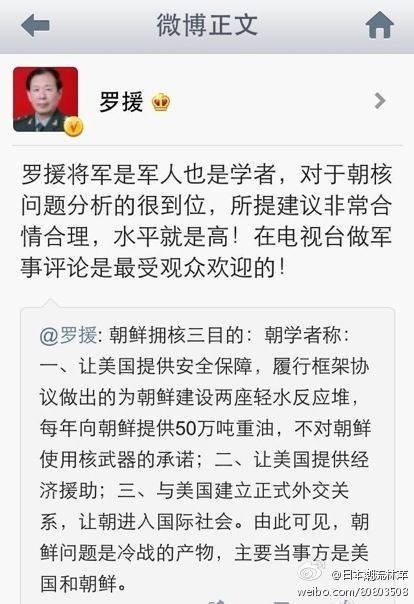 微博正文
罗援
罗援将军是军人也是学者，对于朝核
问题分析的很到位，所提建议非常合
情合理，水平就是高！在电视台做军
事评论是最受观众欢迎的！
@罗援: 朝鲜拥核三目的：朝学者称：
一、让美国提供安全保障，履行框架协
议做出的为朝鲜建设两座轻水反应堆，
每年向朝鲜提供50万吨重油，不对朝鲜
使用核武器的承诺；二、让美国提供经
济援助；三、与美国建立正式外交关
系，让朝进入国际社会。由此可见，朝
鲜问题是冷战的产物，主要当事方是美
国和朝鲜。
@日本潮流林萃
weibo.com/80803508